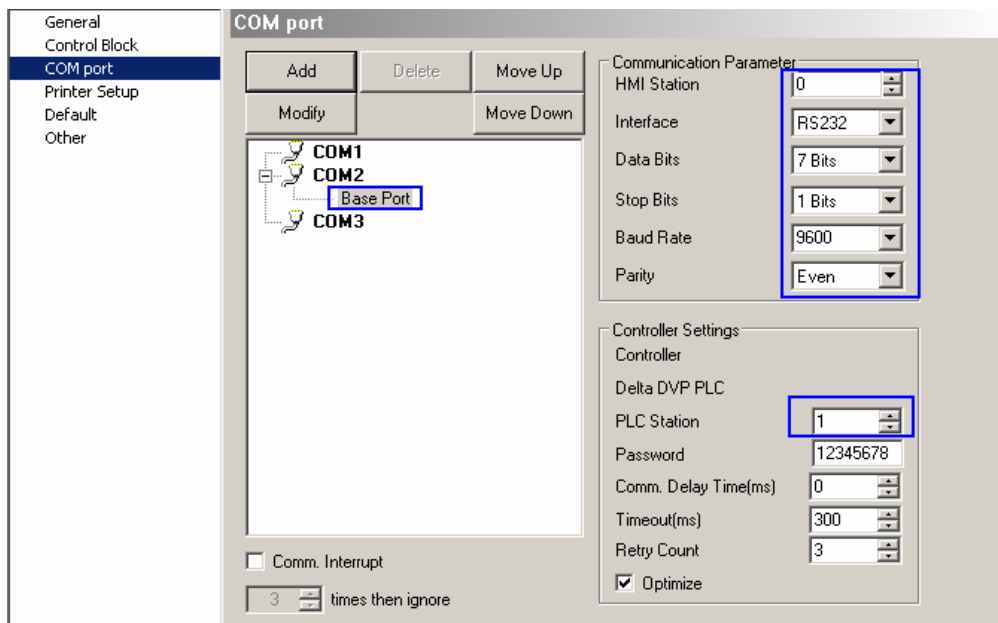 General
Control Block
COM port
Printer Setup
Default
Other
COM port
Add
Delete
Move Up
Modify
Move Down
COM1
COM2
Base Port
COM3
Comm. Interrupt
3 times then ignore
Communication Parameter
HMI Station 0
Interface RS232
Data Bits 7 Bits
Stop Bits 1 Bits
Baud Rate 9600
Parity Even
Controller Settings
Controller
Delta DVP PLC
PLC Station 1
Password 12345678
Comm. Delay Time(ms) 0
Timeout(ms) 300
Retry Count 3
Optimize